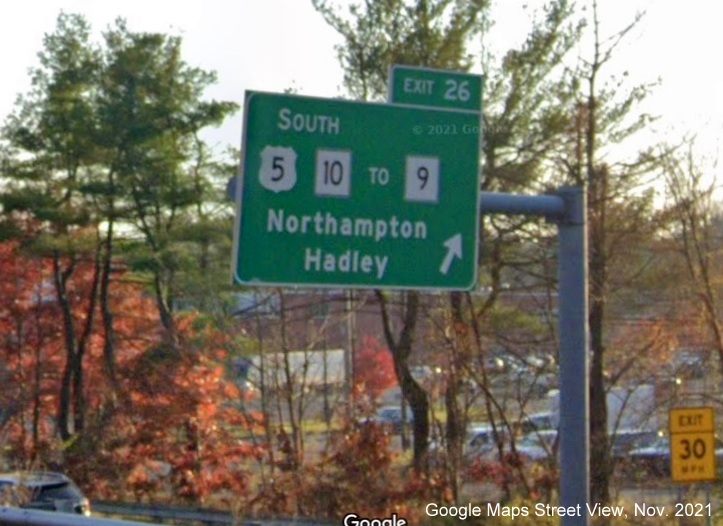 EXIT 26
SOUTH
© 2021 Google
5 10 TO 9
Northampton
Hadley
EXIT
30
MPH
Google
Google Maps Street View, Nov. 2021